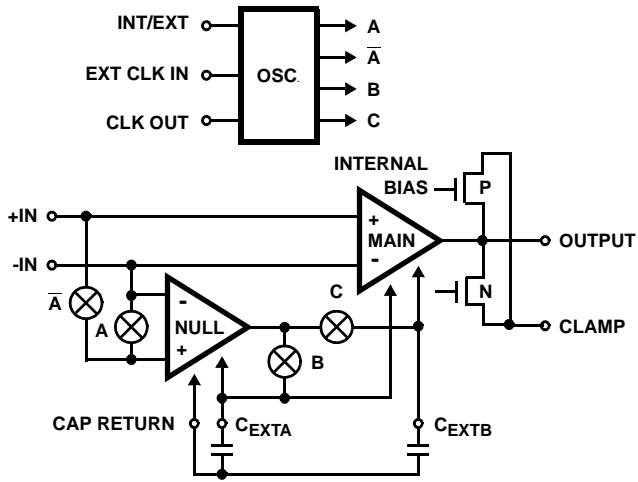 INT/EXT
EXT CLK IN
CLK OUT
OSC.
A
A̅
B
C
INTERNAL
BIAS
P
+IN
-IN
+
MAIN
-
OUTPUT
N
CLAMP
A̅
A
-
NULL
+
C
B
CAP RETURN
CEXTA
CEXTB